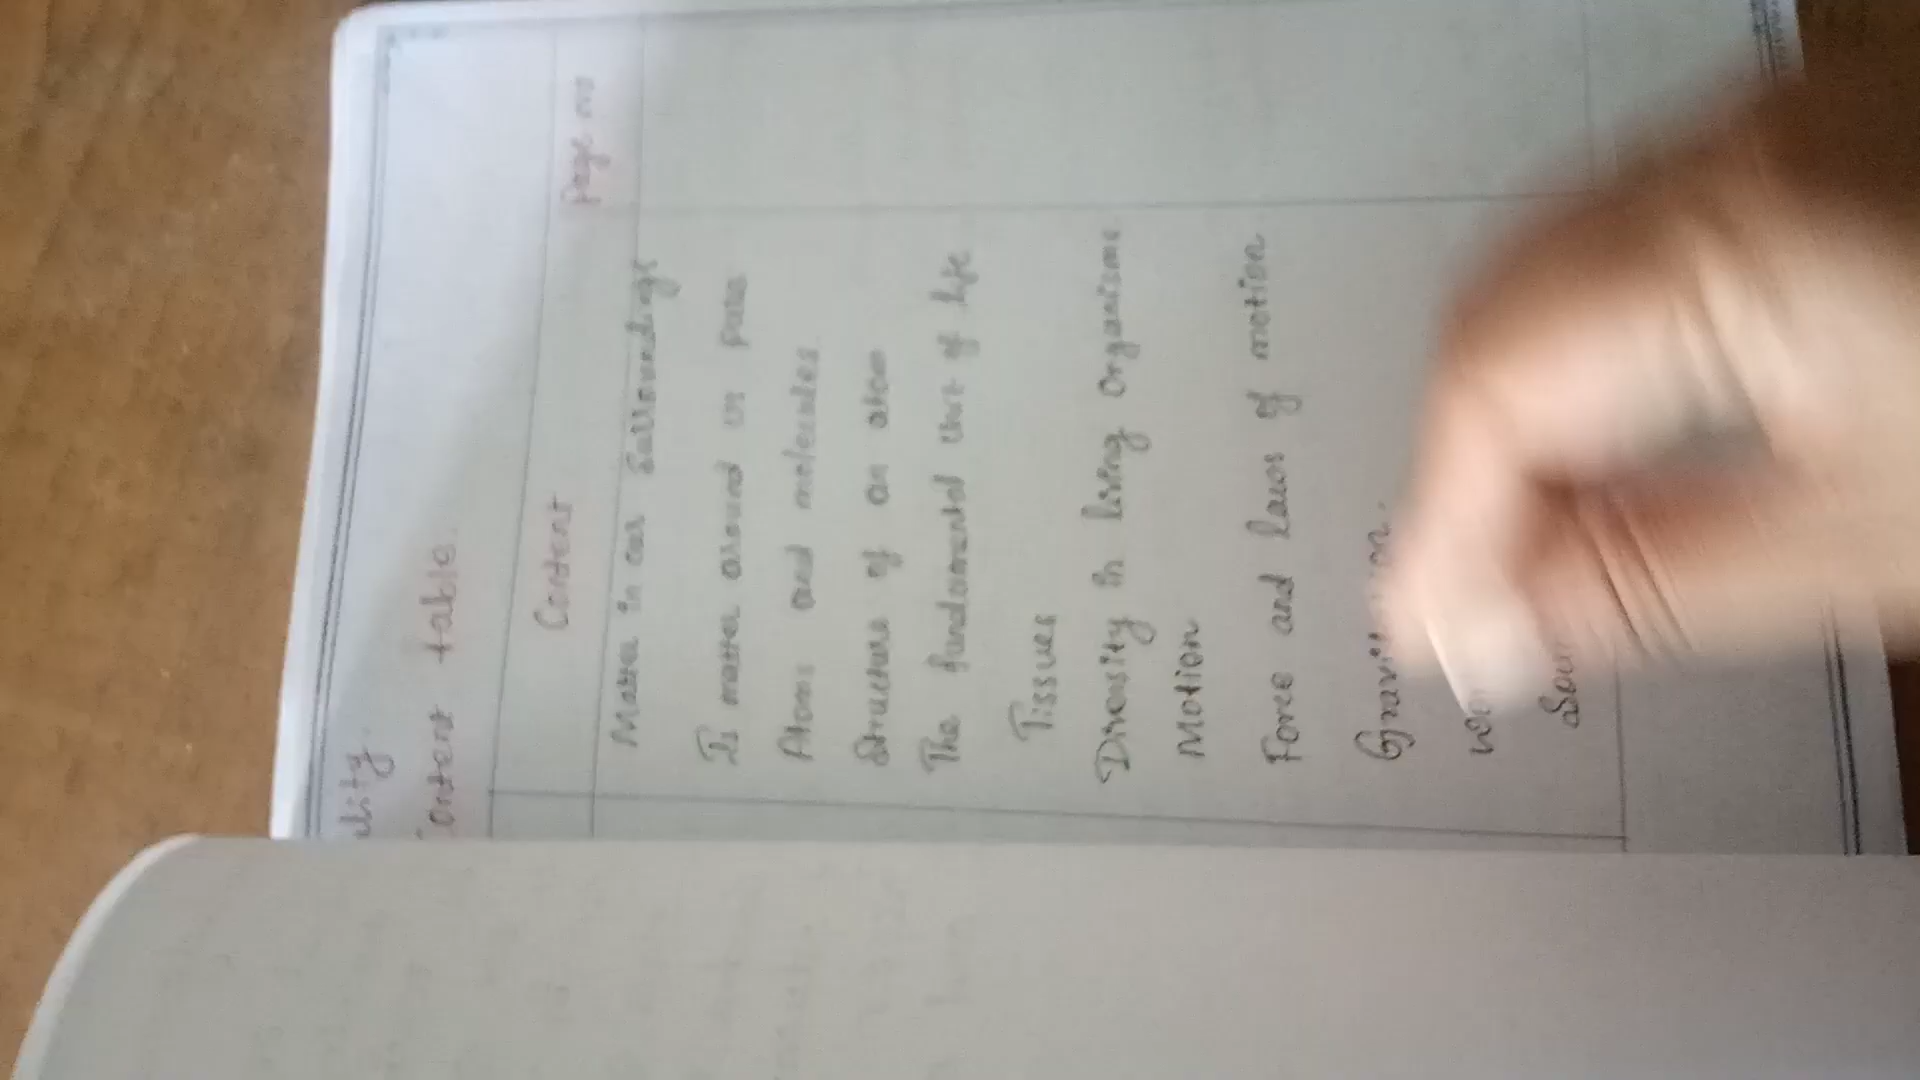 Content table.
Content Page no
Matter in our Salloundings
Is matter around us pure
Atoms and molecules
Structure of an atom
The fundamental unit of life
Tissues
Diversity in living Organisms
Motion
Force and laws of motion